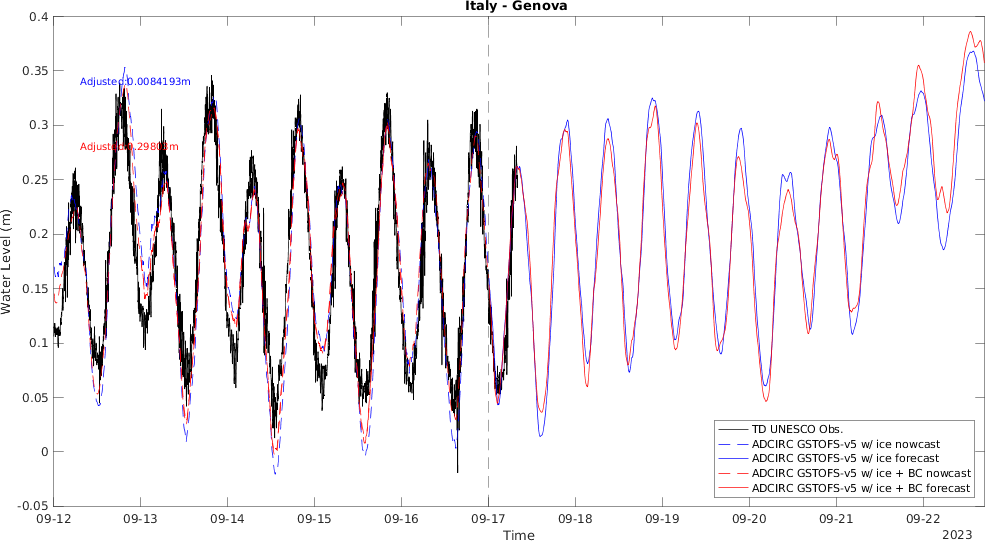 Italy - Genova
0.4
0.35
0.3
0.25
0.2
0.15
0.1
0.05
0
-0.05
Water Level (m)
Adjusted:0.0084193m
TD UNESCO Obs.
ADCIRC GSTOFS-v5 w/ ice nowcast
ADCIRC GSTOFS-v5 w/ ice forecast
ADCIRC GSTOFS-v5 w/ ice + BC nowcast
ADCIRC GSTOFS-v5 w/ ice + BC forecast
09-12 09-13 09-14 09-15 09-16 09-17 09-18 09-19 09-20 09-21 09-22
Time
2023